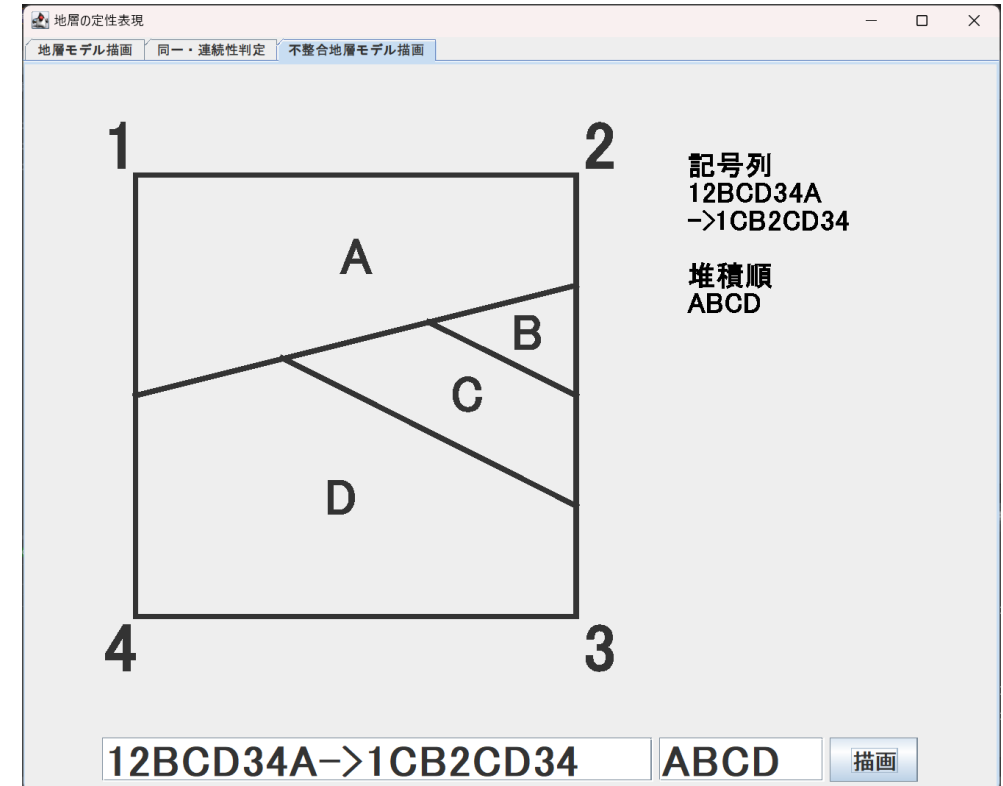 地層の定性表現
地層モデル描画 同一・連続性判定 不整合地層モデル描画
1 2
記号列
12BCD34A
->1CB2CD34
A
堆積順
ABCD
B
C
D
4 3
12BCD34A->1CB2CD34 ABCD 描画